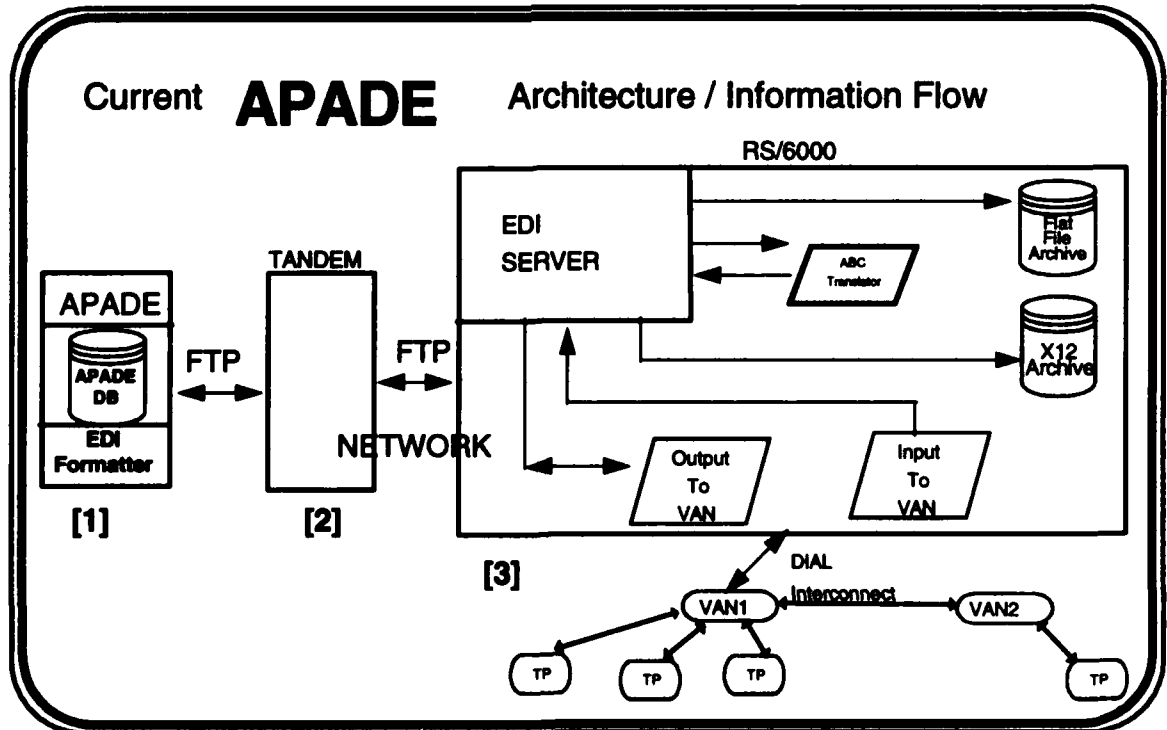 Current APADE Architecture / Information Flow
RS/6000
EDI
SERVER
Flat
File
Archive
ABC
Translator
X12
Archive
TANDEM
APADE
APADE
DB
EDI
Formatter
FTP
FTP
NETWORK
Output
To
VAN
Input
To
VAN
[1]
[2]
[3]
DIAL
Interconnect
VAN1
VAN2
TP
TP
TP
TP